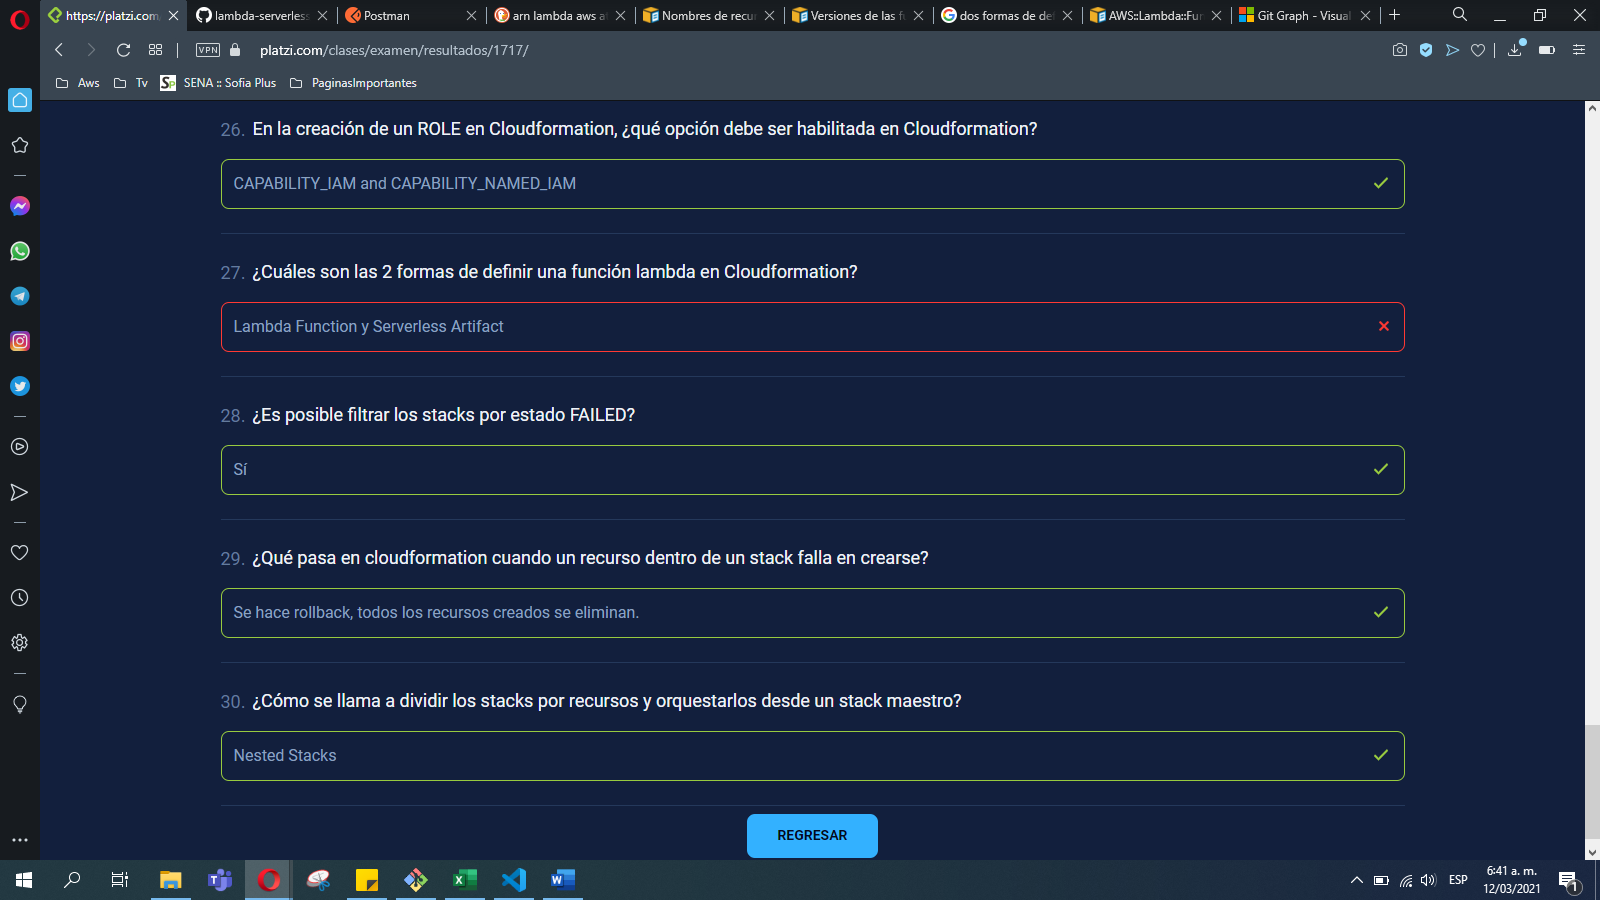 https://platzi.com
lambda-serverless
Postman
arn lambda aws a
Nombres de recur
Versiones de las fu
dos formas de def
AWS::Lambda::Fun
Git Graph - Visual
VPN
platzi.com/clases/examen/resultados/1717/
Aws
Tv
SENA :: Sofia Plus
PaginasImportantes
26. En la creación de un ROLE en Cloudformation, ¿qué opción debe ser habilitada en Cloudformation?
CAPABILITY_IAM and CAPABILITY_NAMED_IAM
27. ¿Cuáles son las 2 formas de definir una función lambda en Cloudformation?
Lambda Function y Serverless Artifact
28. ¿Es posible filtrar los stacks por estado FAILED?
Sí
29. ¿Qué pasa en cloudformation cuando un recurso dentro de un stack falla en crearse?
Se hace rollback, todos los recursos creados se eliminan.
30. ¿Cómo se llama a dividir los stacks por recursos y orquestarlos desde un stack maestro?
Nested Stacks
REGRESAR
ESP
6:41 a. m.
12/03/2021
1